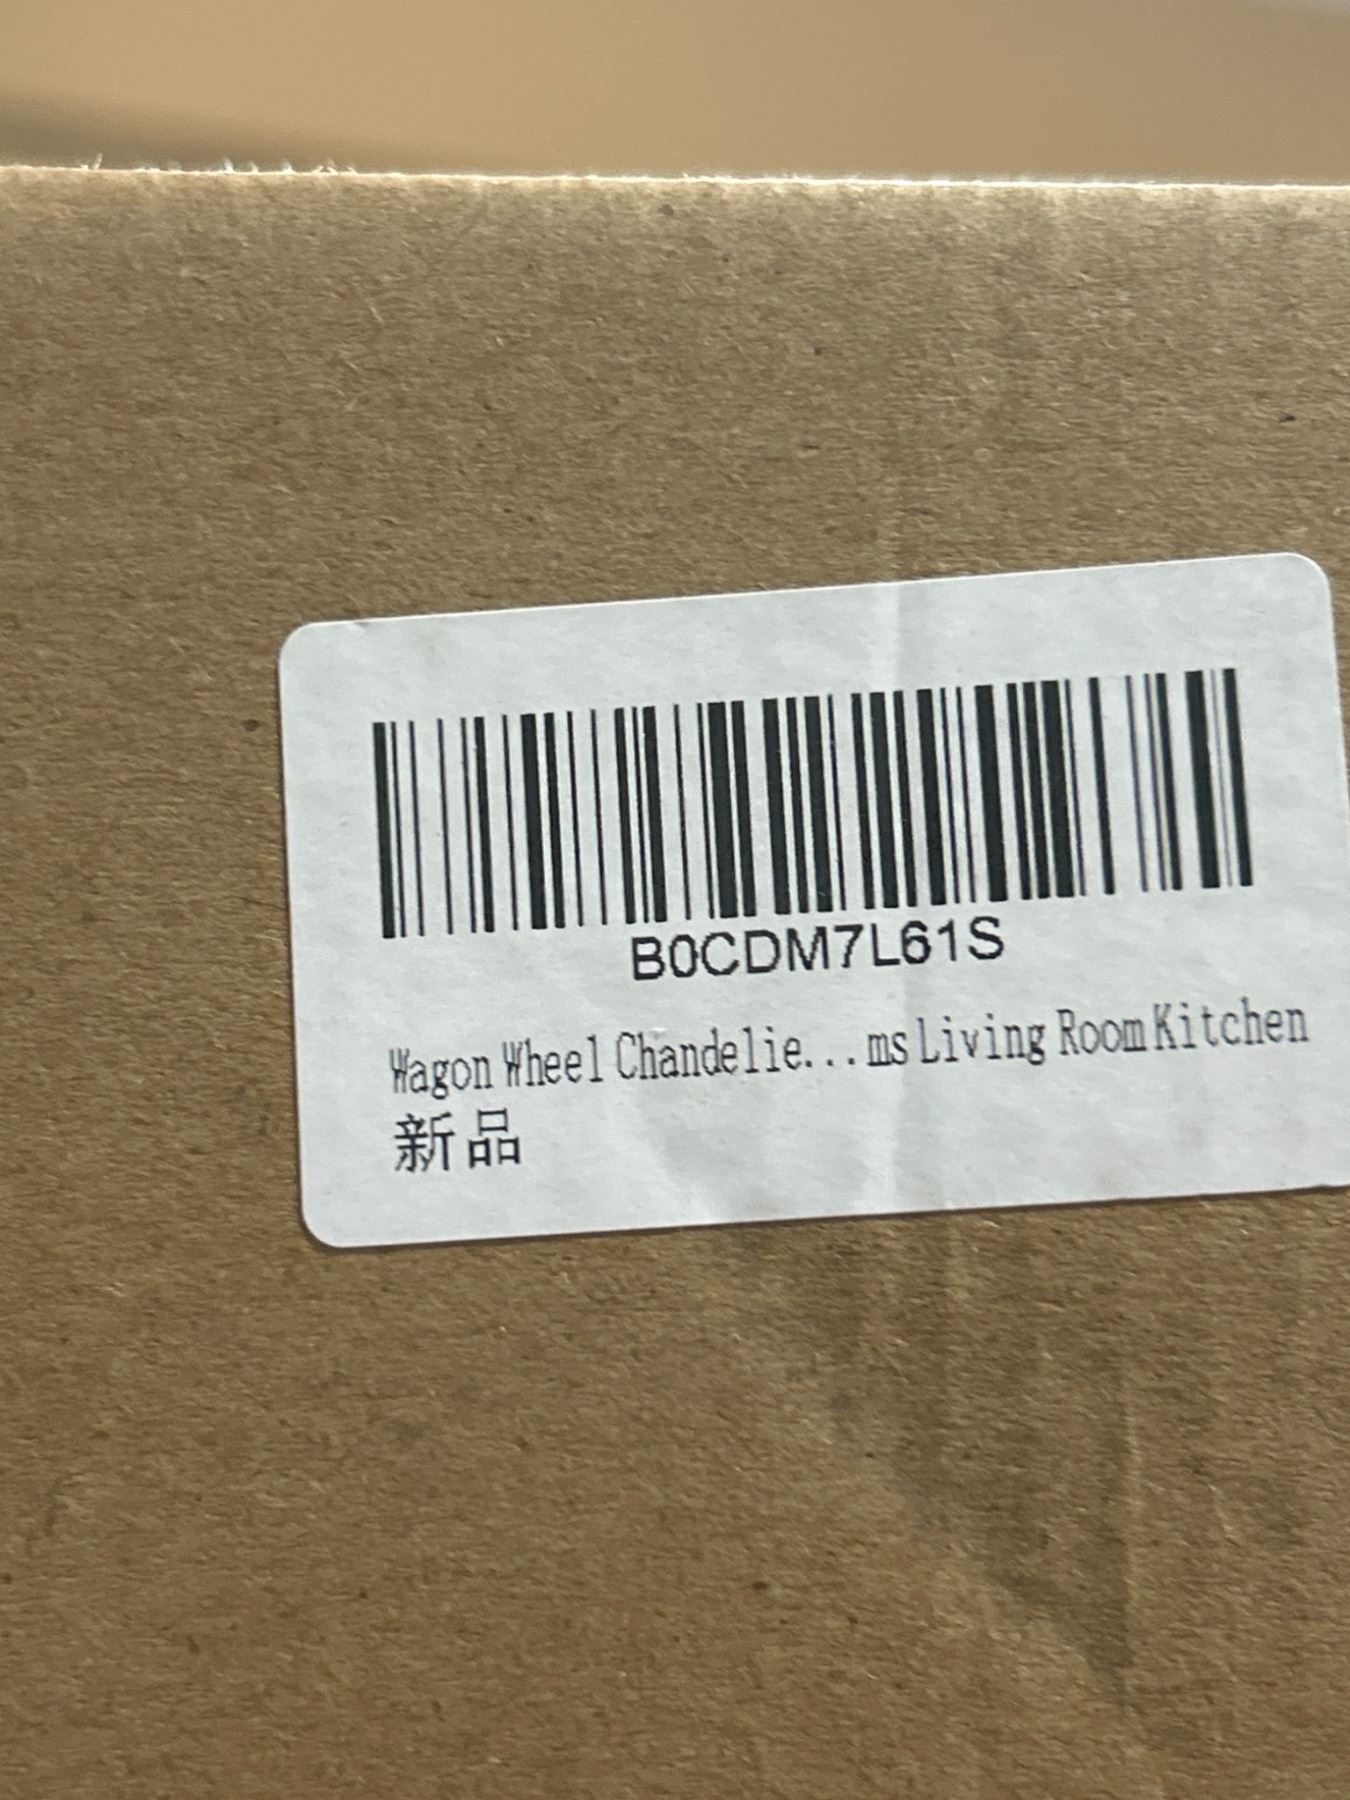 B0CDM7L61S
Wagon Wheel Chandelie...ms Living Room Kitchen
新品